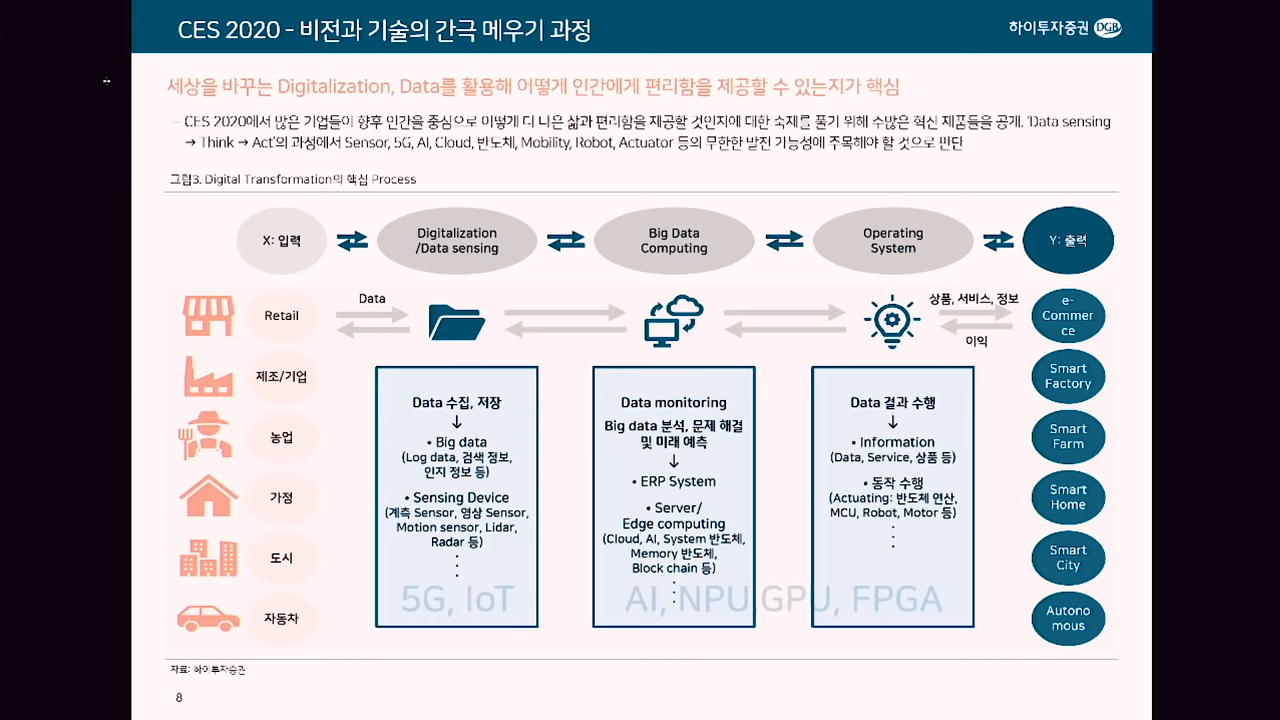 CES 2020 - 비전과 기술의 간극 메우기 과정
하이투자증권 DGB
세상을 바꾸는 Digitalization, Data를 활용해 어떻게 인간에게 편리함을 제공할 수 있는지가 핵심
– CES 2020에서 많은 기업들이 향후 인간을 중심으로 어떻게 더 나은 삶과 편리함을 제공할 것인지에 대한 숙제를 풀기 위해 수많은 혁신 제품들을 공개. 'Data sensing
→ Think → Act'의 과정에서 Sensor, 5G, AI, Cloud, 반도체, Mobility, Robot, Actuator 등의 무한한 발전 가능성에 주목해야 할 것으로 판단
그림3. Digital Transformation의 핵심 Process
X: 입력
Digitalization
/Data sensing
Big Data
Computing
Operating
System
Y: 출력
Retail
Data
상품, 서비스, 정보
이익
e-
Commer
ce
제조/기업
Smart
Factory
농업
Smart
Farm
가정
Smart
Home
도시
Smart
City
자동차
Autono
mous
Data 수집, 저장
↓
• Big data
(Log data, 검색 정보,
인지 정보 등)
• Sensing Device
(계측 Sensor, 영상 Sensor,
Motion sensor, Lidar,
Radar 등)
5G, IoT
Data monitoring
Big data 분석, 문제 해결
및 미래 예측
↓
• ERP System
• Server/
Edge computing
(Cloud, AI, System 반도체,
Memory 반도체,
Block chain 등)
AI, NPU,GPU, FPGA
Data 결과 수행
↓
• Information
(Data, Service, 상품 등)
• 동작 수행
(Actuating: 반도체 연산,
MCU, Robot, Motor 등)
자료: 하이투자증권
8